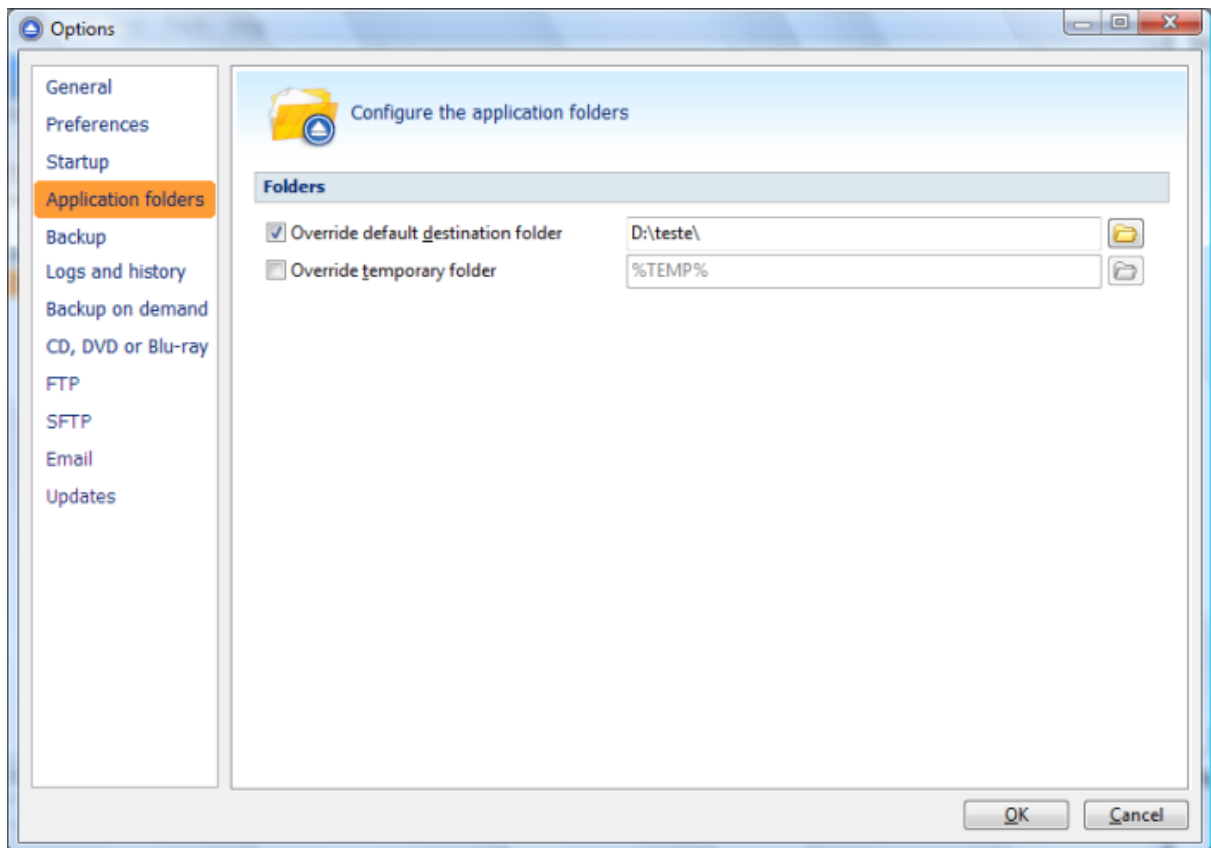 Options
General
Preferences
Startup
Application folders
Backup
Logs and history
Backup on demand
CD, DVD or Blu-ray
FTP
SFTP
Email
Updates
Configure the application folders
Folders
Override default destination folder D:\teste\
Override temporary folder %TEMP%
OK Cancel